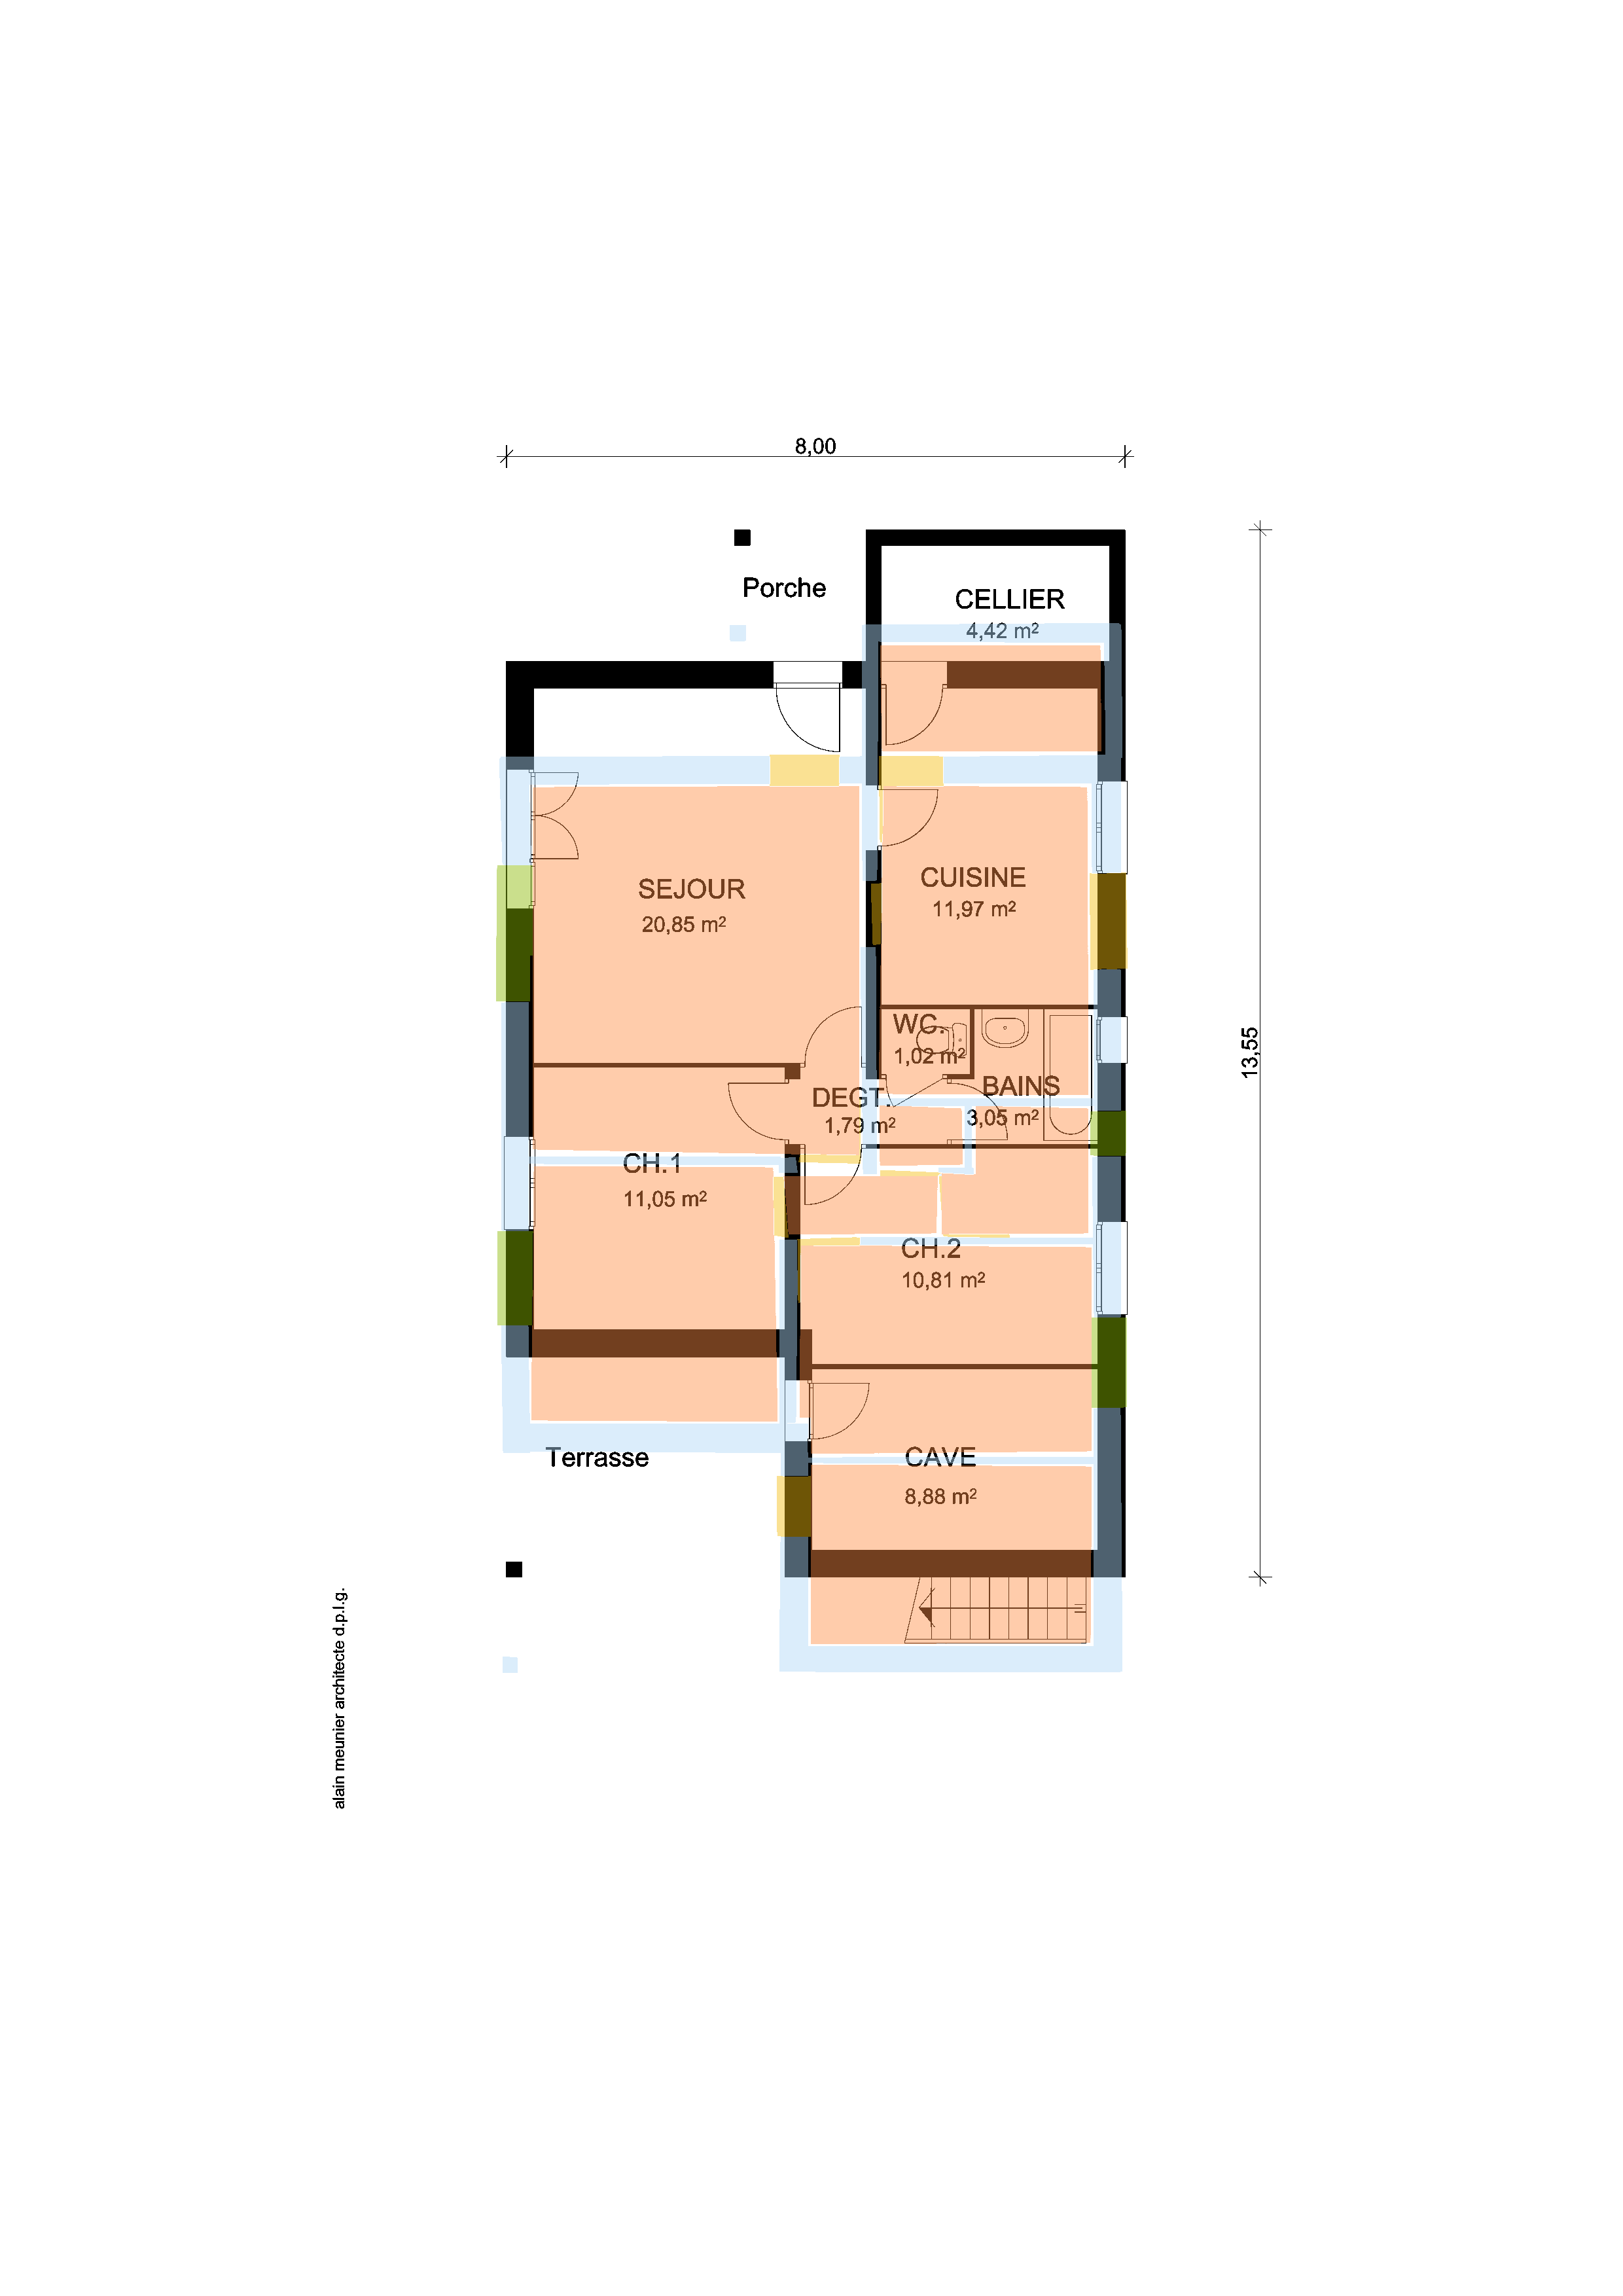 8,00
Porche
CELLIER
4,42 m²
SEJOUR
20,85 m²
CUISINE
11,97 m²
WC.
1,02 m²
BAINS
3,05 m²
DEGT.
1,79 m²
13,55
CH.1
11,05 m²
CH.2
10,81 m²
Terrasse
CAVE
8,88 m²
alain meunier architecte d.p.l.g.